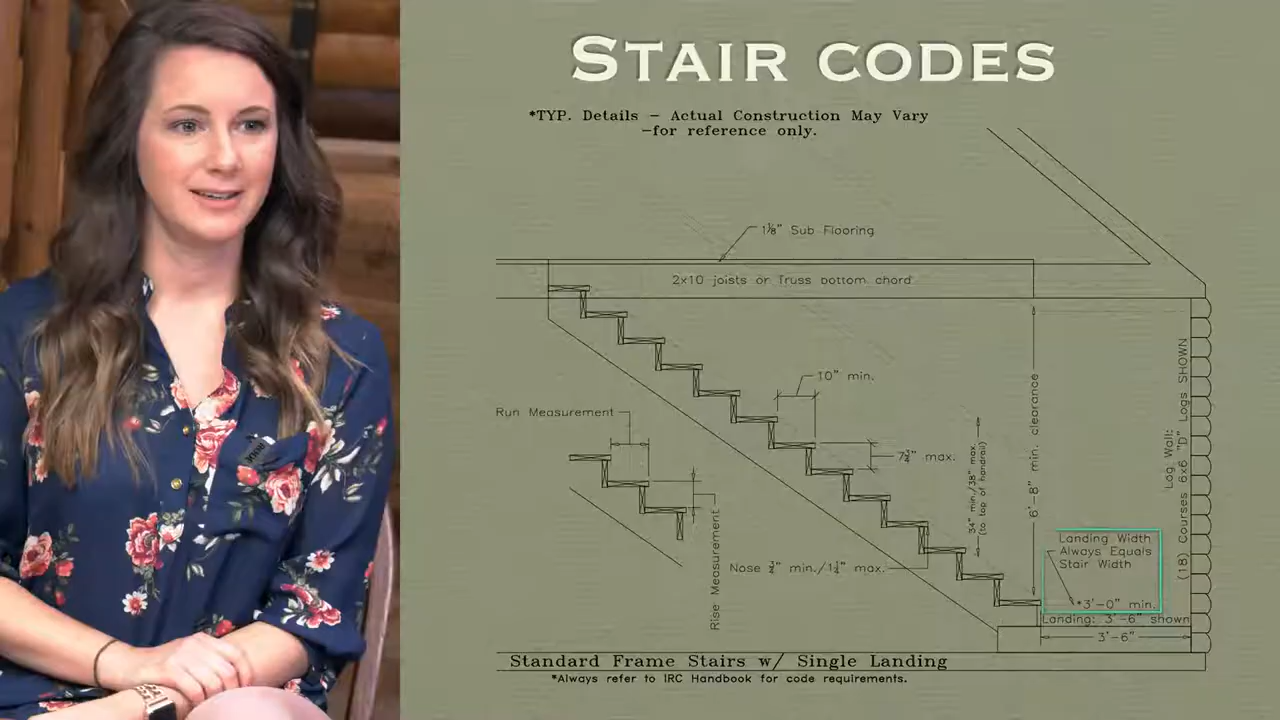 STAIR CODES
*TYP. Details – Actual Construction May Vary
–for reference only.
1⅛" Sub Flooring
2x10 joists or Truss bottom chord
10" min.
Run Measurement
7¾" max.
34" min./38" max.
(to top of handrail)
6'-8" min. clearance
Log Wall:
(18) Courses 6x6 "D" Logs SHOWN
Rise Measurement
Nose ¾" min./1¼" max.
Landing Width
Always Equals
Stair Width
*3'-0" min.
Landing: 3'-6" shown
3'-6"
Standard Frame Stairs w/ Single Landing
*Always refer to IRC Handbook for code requirements.